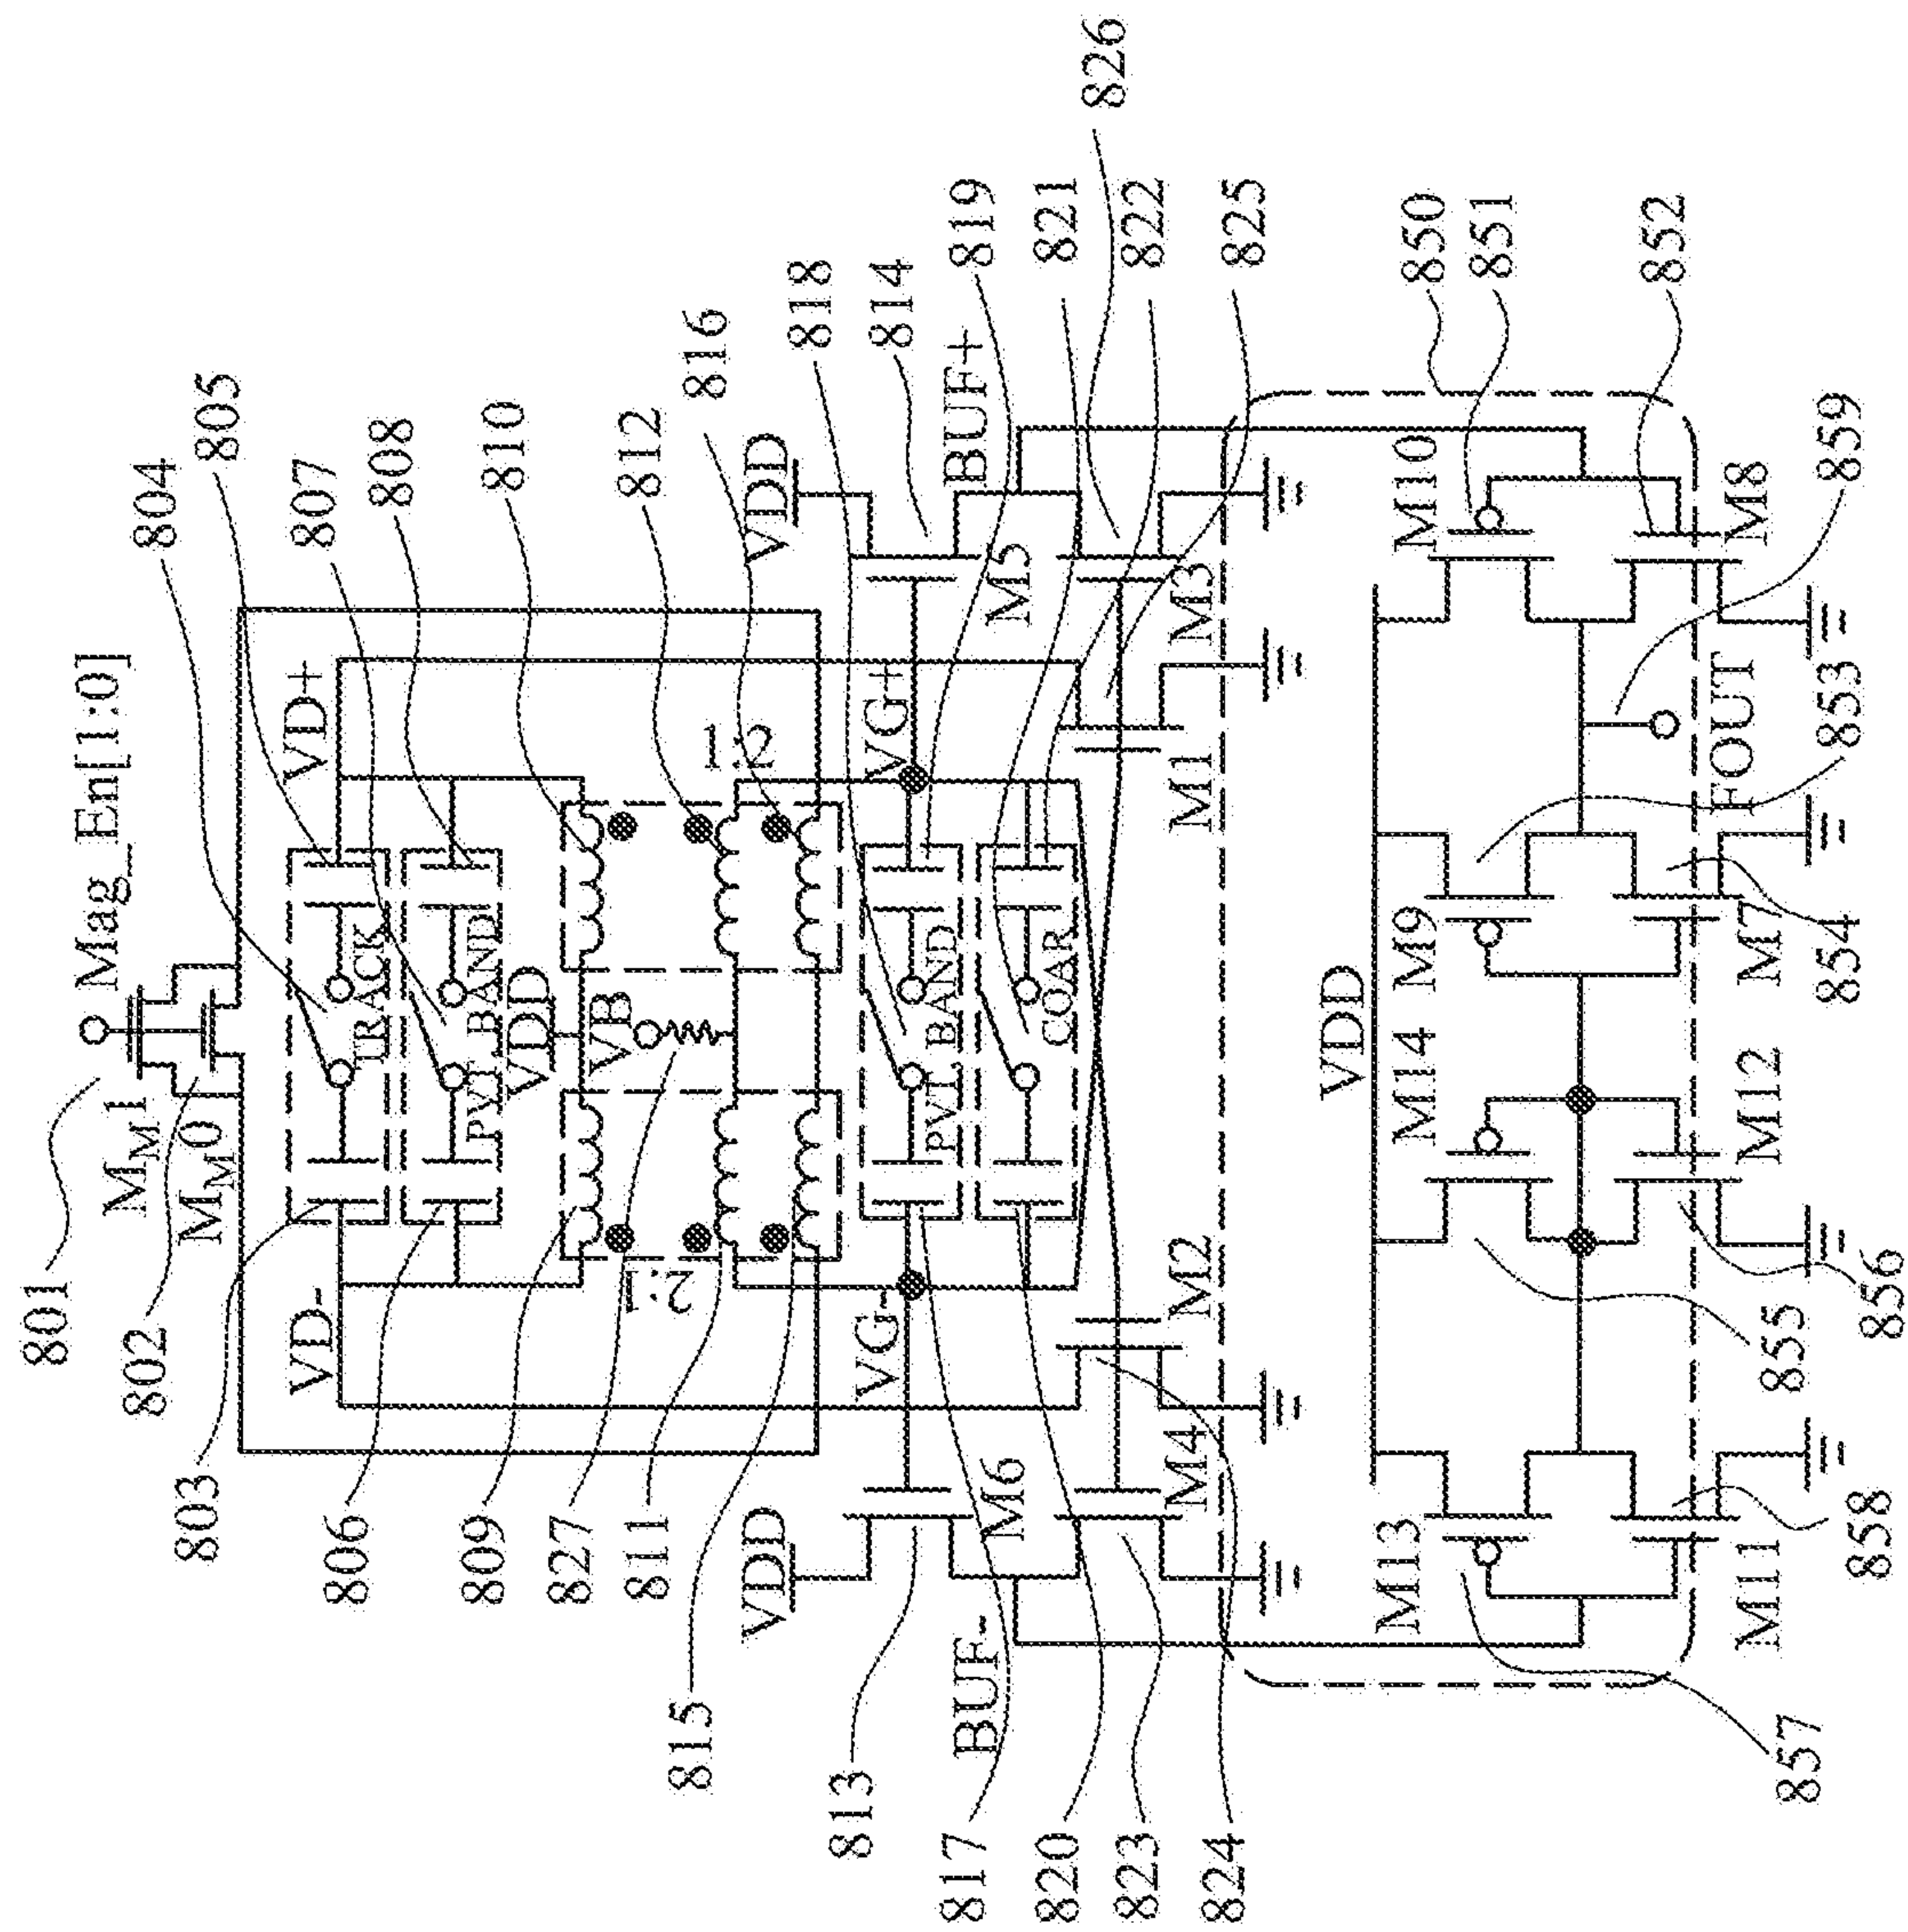 801
M_M1
Mag_En[1:0]
802
M_M0
804
805
803
VD-
TRACK
VD+
807
806
PVT_BAND
808
809
VDD
810
827
2:1
VB
1:2
812
811
816
815
818
VDD
VG-
PVT_BAND
VG+
VDD
814
813
M6
M5
BUF+
819
BUF-
COAR
821
817
826
820
M4
M2
M1
M3
822
823
825
824
850
VDD
M13
M14
M9
M10
851
852
M11
M12
M7
FOUT
M8
857
858
855
856
854
853
859